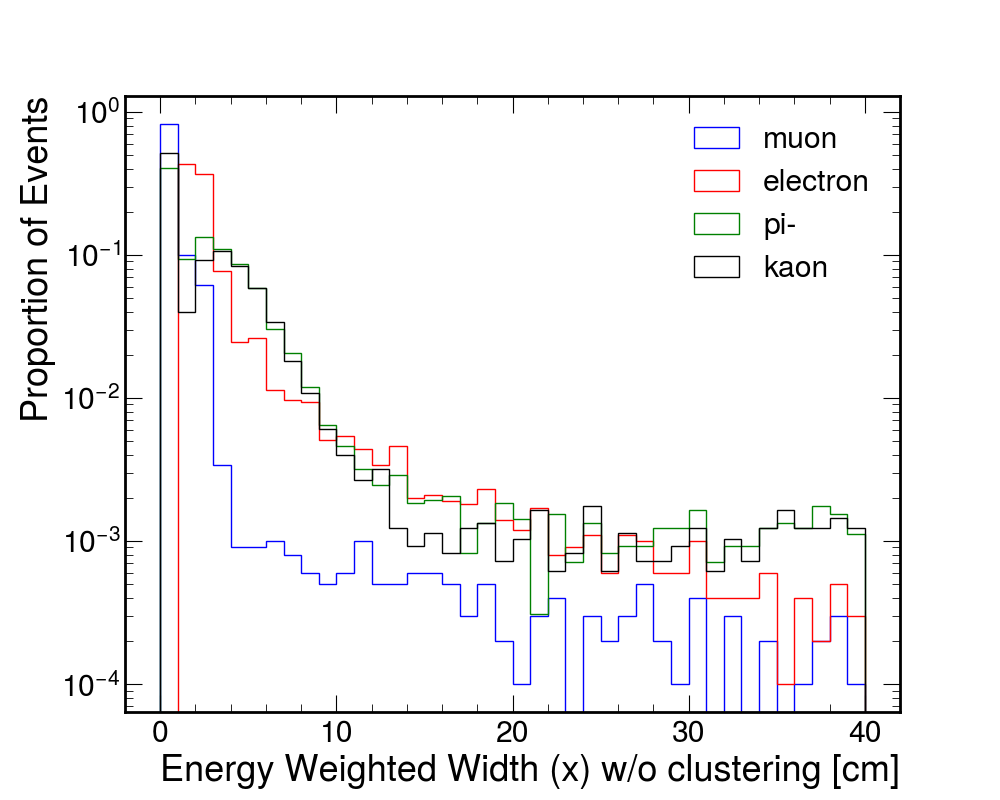 Proportion of Events
10⁰
10⁻¹
10⁻²
10⁻³
10⁻⁴
muon
electron
pi-
kaon
0 10 20 30 40
Energy Weighted Width (x) w/o clustering [cm]